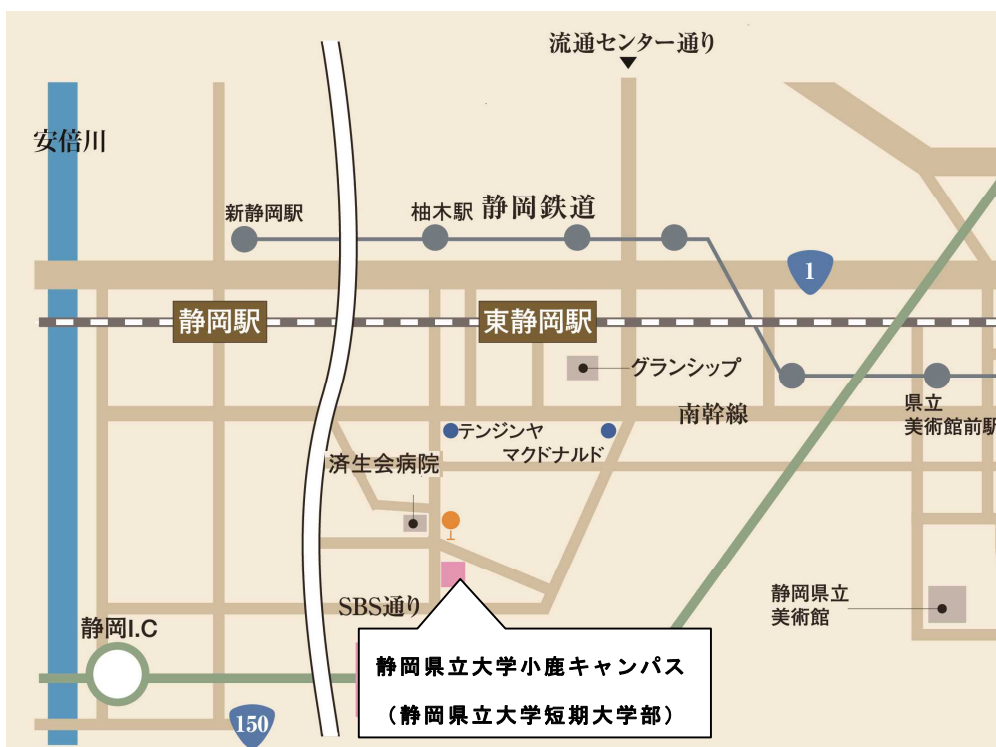 流通センター通り
安倍川
新静岡駅
柚木駅
静岡鉄道
1
静岡駅
東静岡駅
グランシップ
南幹線
県立
美術館前駅
テンジンヤ
マクドナルド
済生会病院
SBS通り
静岡県立
美術館
静岡I.C
静岡県立大学小鹿キャンパス
(静岡県立大学短期大学部)
150